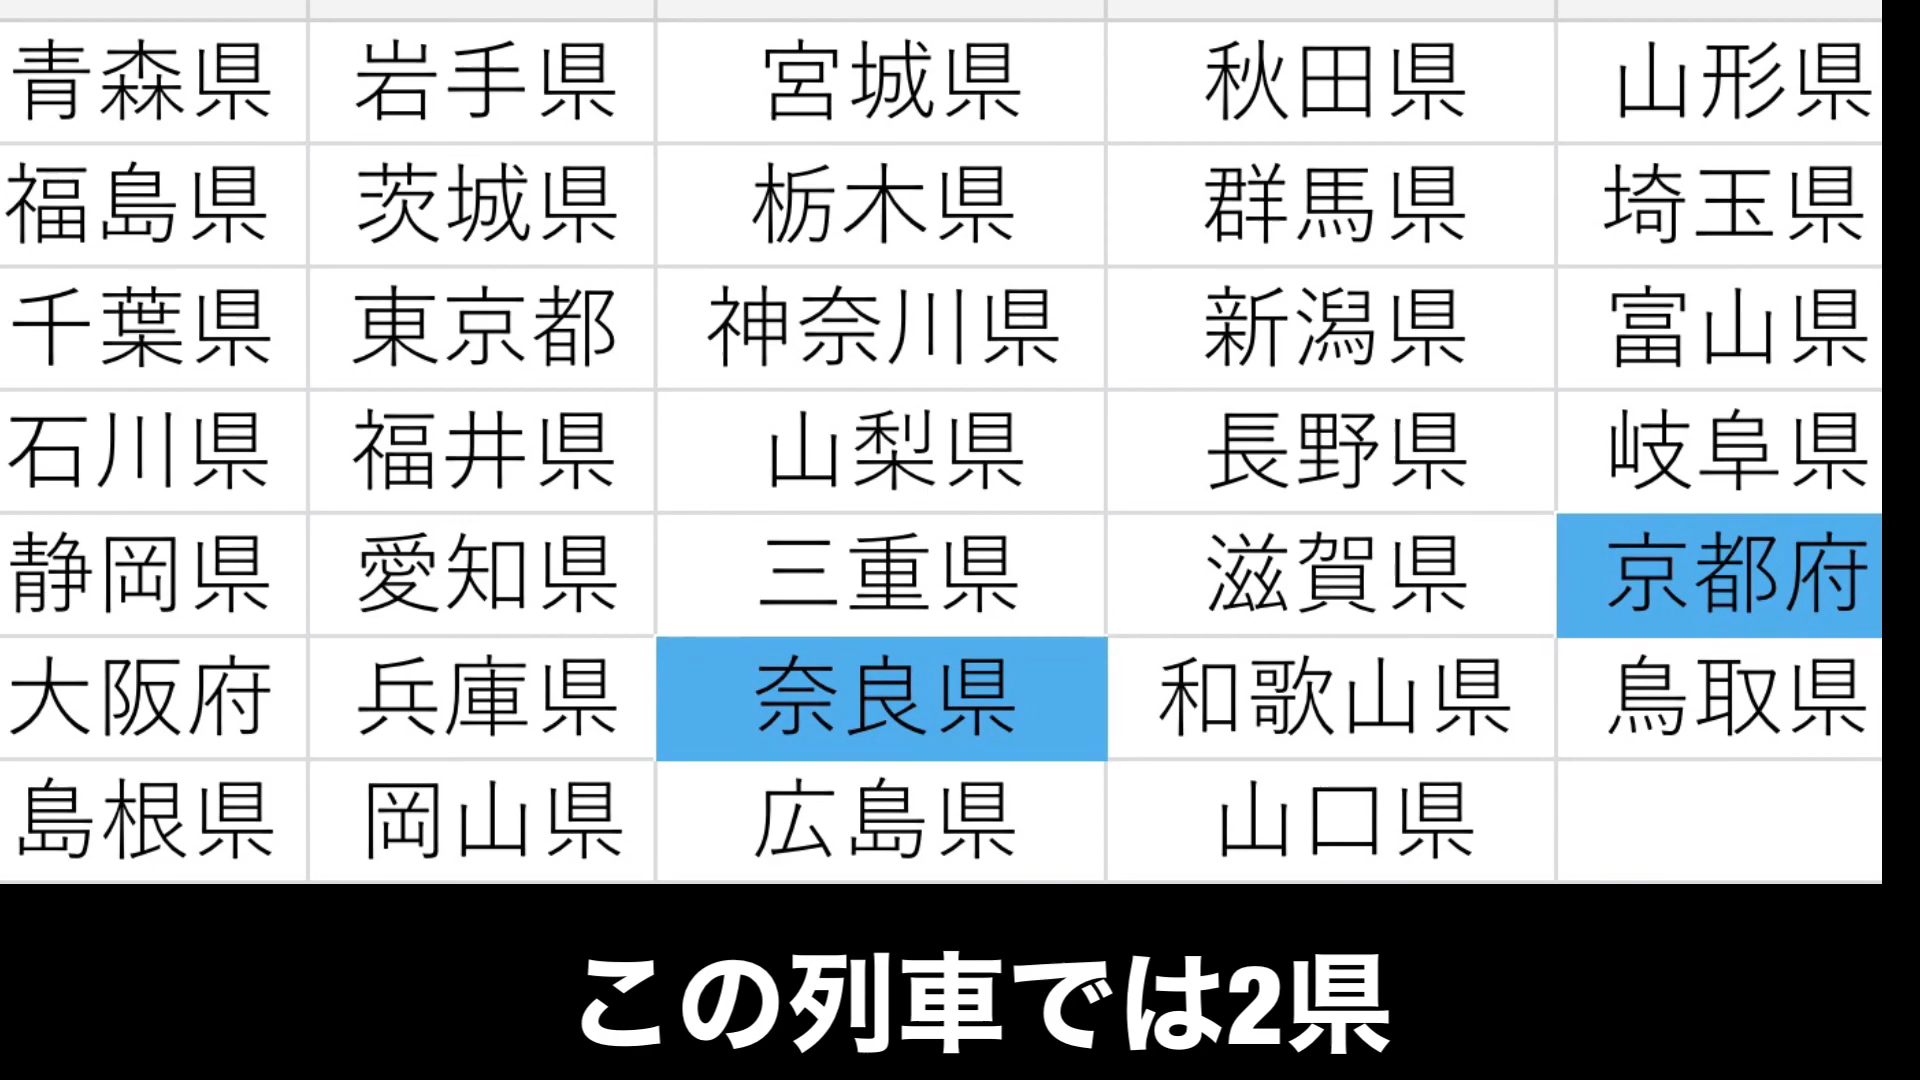 青森県 岩手県 宮城県 秋田県 山形県
福島県 茨城県 栃木県 群馬県 埼玉県
千葉県 東京都 神奈川県 新潟県 富山県
石川県 福井県 山梨県 長野県 岐阜県
静岡県 愛知県 三重県 滋賀県 京都府
大阪府 兵庫県 奈良県 和歌山県 鳥取県
島根県 岡山県 広島県 山口県
この列車では2県